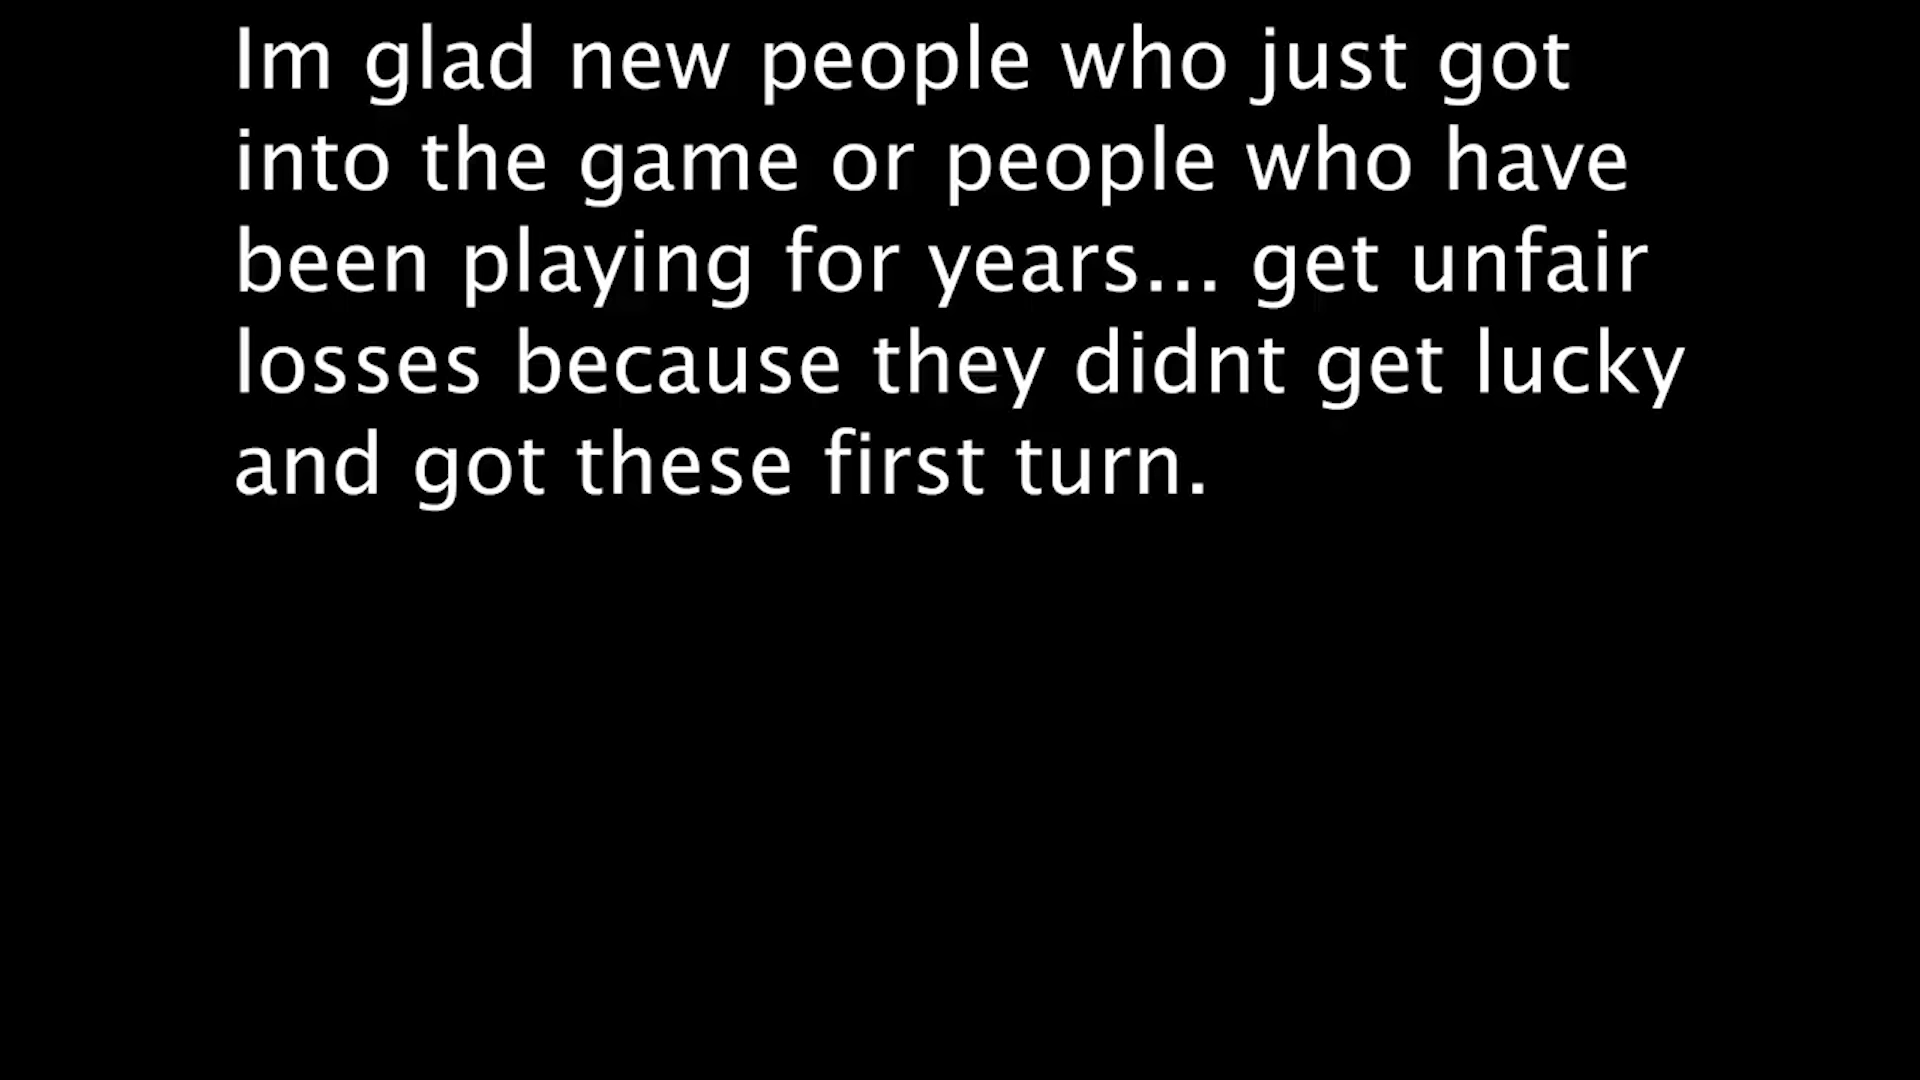 Im glad new people who just got
into the game or people who have
been playing for years... get unfair
losses because they didnt get lucky
and got these first turn.